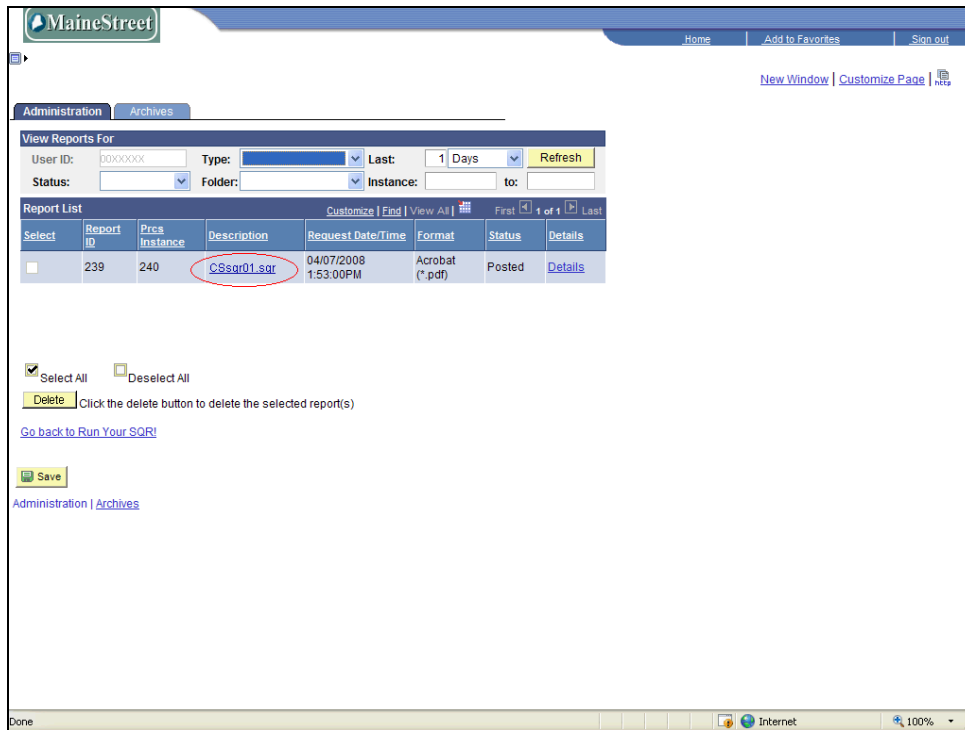 MaineStreet
Home Add to Favorites Sign out
New Window | Customize Page | http
Administration Archives
View Reports For
User ID: 00XXXXX Type: Last: 1 Days Refresh
Status: Folder: Instance: to:
Report List Customize | Find | View All | First 1 of 1 Last
Select Report ID Prcs Instance Description Request Date/Time Format Status Details
239 240 CSsqr01.sqr 04/07/2008 1:53:00PM Acrobat (*.pdf) Posted Details
Select All Deselect All
Delete Click the delete button to delete the selected report(s)
Go back to Run Your SQR!
Save
Administration | Archives
Done Internet 100%